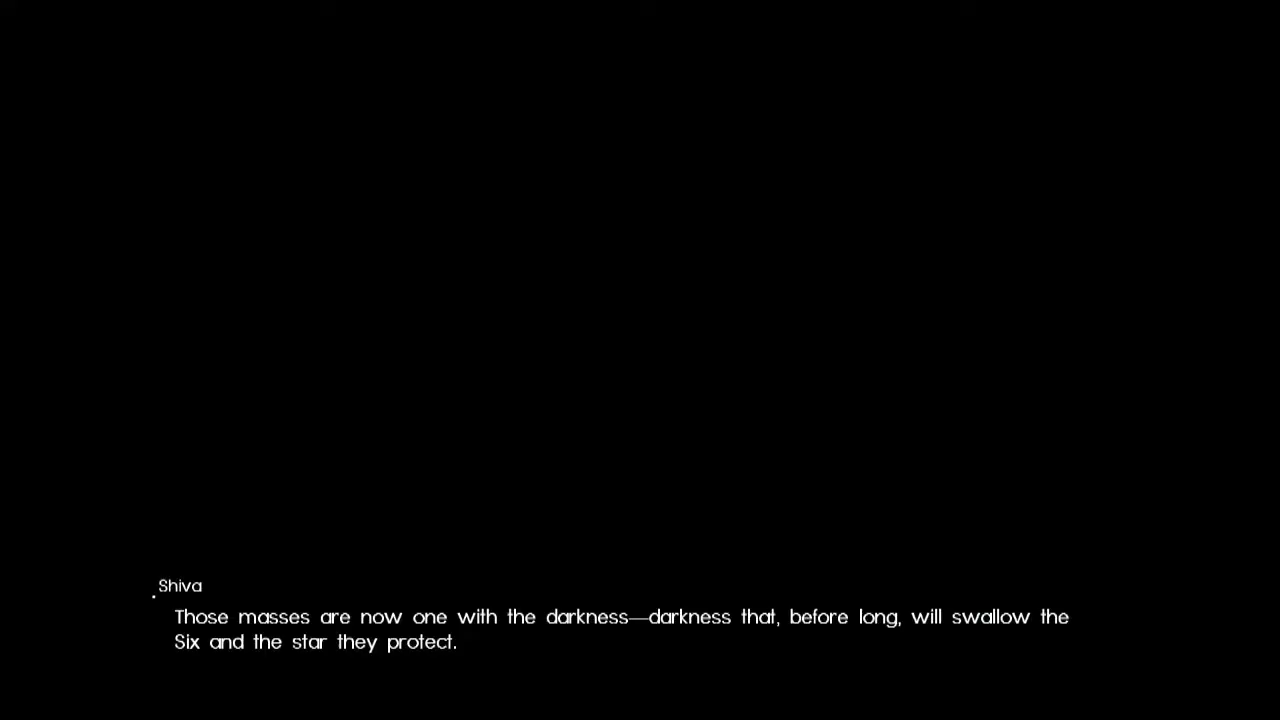 Shiva
Those masses are now one with the darkness—darkness that, before long, will swallow the
Six and the star they protect.